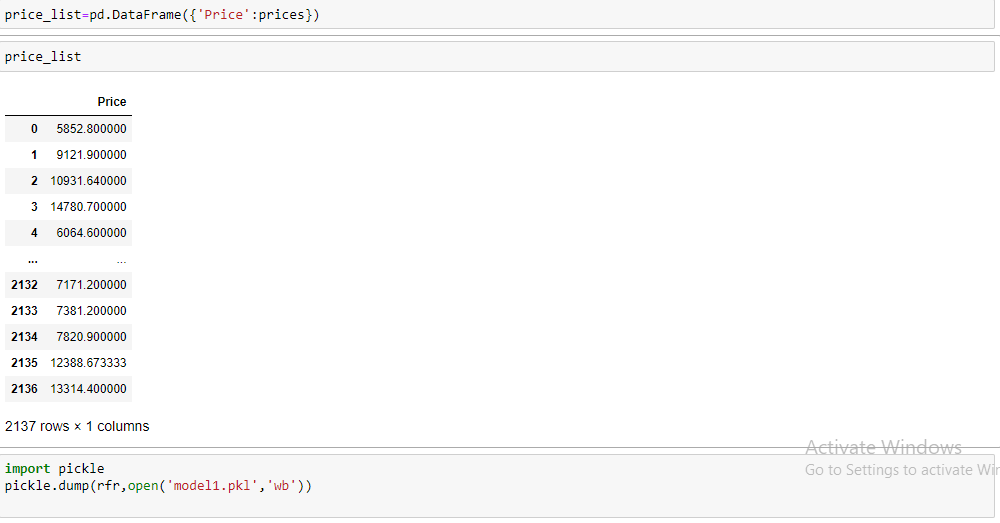 price_list=pd.DataFrame({'Price':prices})
price_list
Price
0 5852.800000
1 9121.900000
2 10931.640000
3 14780.700000
4 6064.600000
... ...
2132 7171.200000
2133 7381.200000
2134 7820.900000
2135 12388.673333
2136 13314.400000
2137 rows × 1 columns
Activate Windows
Go to Settings to activate Wir
import pickle
pickle.dump(rfr,open('model1.pkl','wb'))